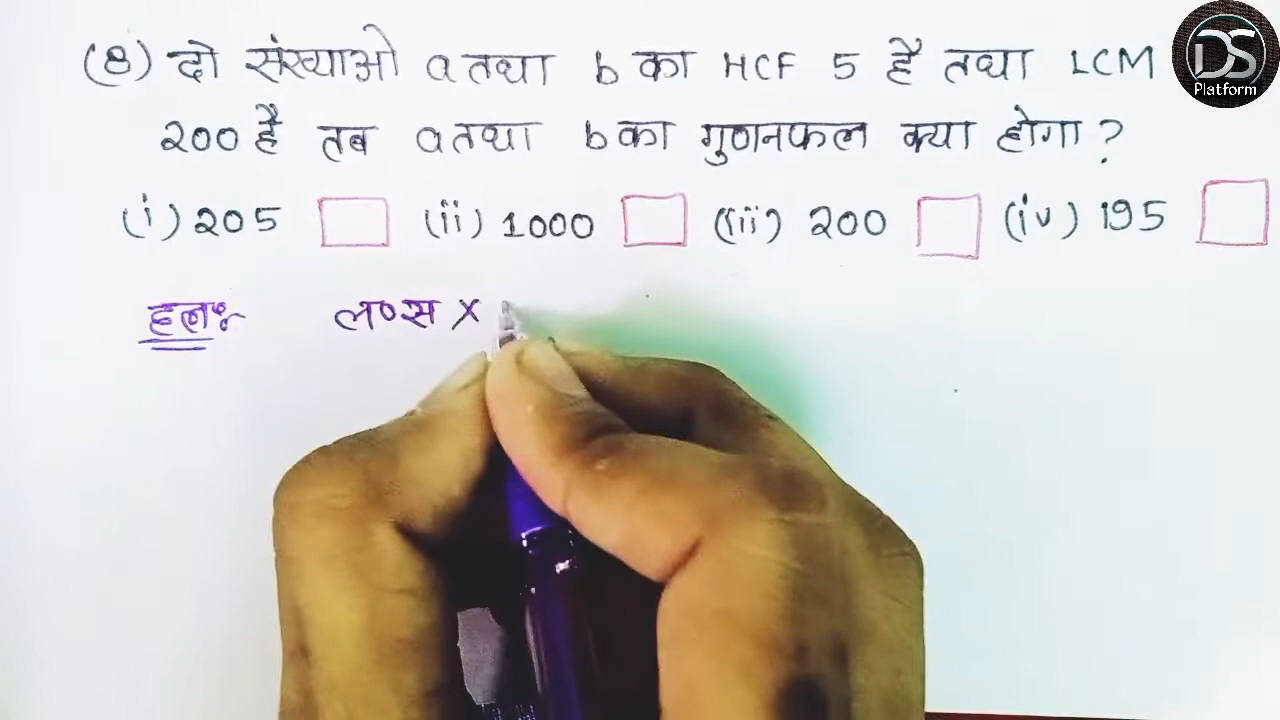 (8) दो संख्याओ a तथा b का HCF 5 है तथा LCM
200 है तब a तथा b का गुणनफल क्या होगा ?
(i) 205 (ii) 1000 (iii) 200 (iv) 195
हलः ल०स ×
DS
Platform